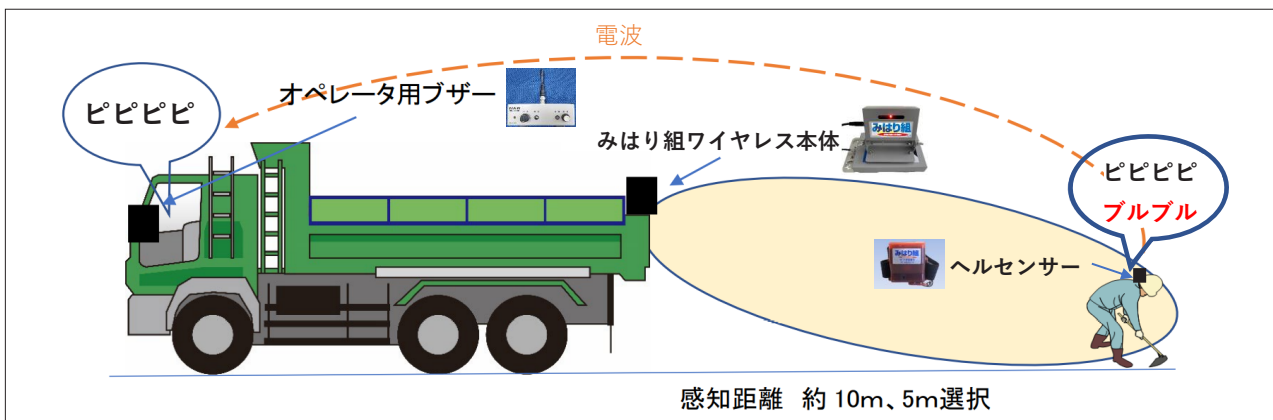 電波
ピピピピ
オペレータ用ブザー
みはり組ワイヤレス本体
みはり組
ピピピピ
ブルブル
みはり組
ヘルセンサー
感知距離 約10m、5m選択